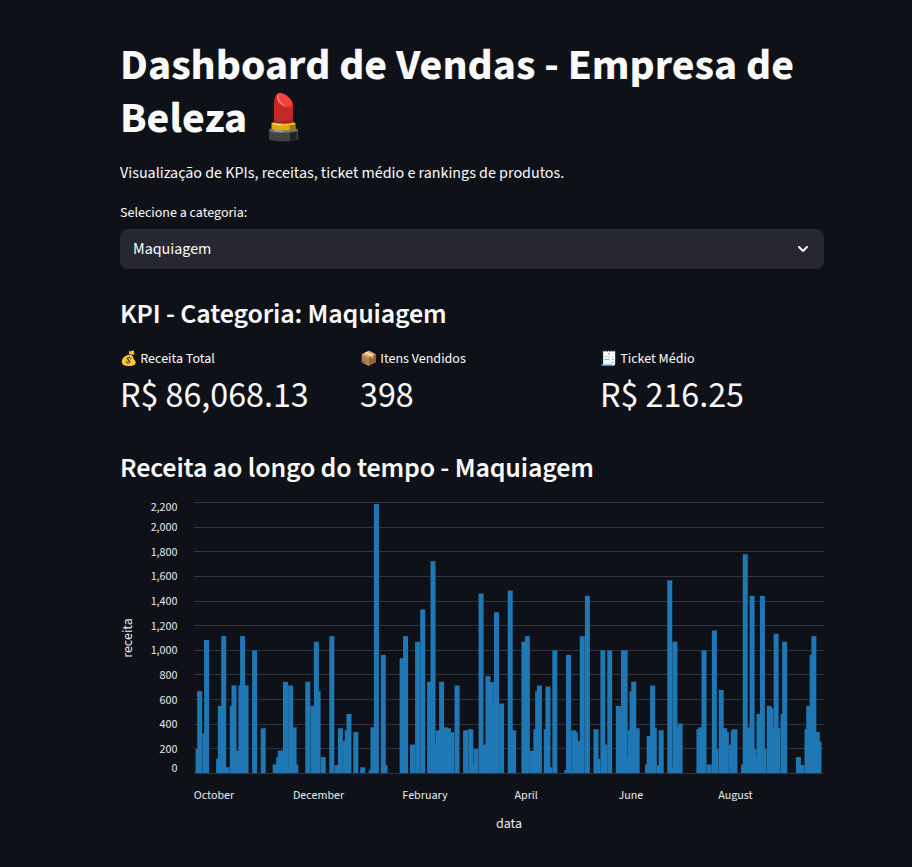 Dashboard de Vendas - Empresa de
Beleza 💄
Visualização de KPIs, receitas, ticket médio e rankings de produtos.
Selecione a categoria:
Maquiagem
KPI - Categoria: Maquiagem
💰 Receita Total
📦 Itens Vendidos
🧾 Ticket Médio
R$ 86,068.13
398
R$ 216.25
Receita ao longo do tempo - Maquiagem
2,200
2,000
1,800
1,600
1,400
1,200
1,000
800
600
400
200
0
receita
October December February April June August
data